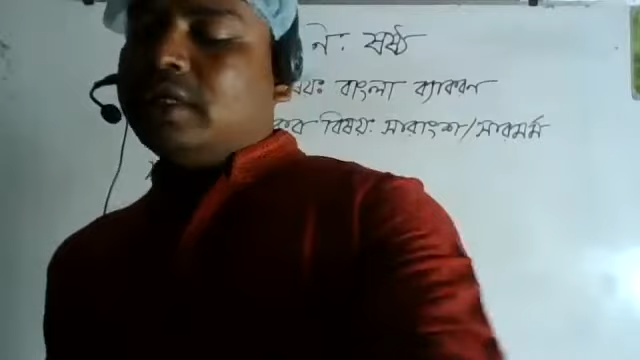 নং ষষ্ঠ
বাংলা ব্যাকরণ
বিষয়ঃ সারাংশ/সারমর্ম